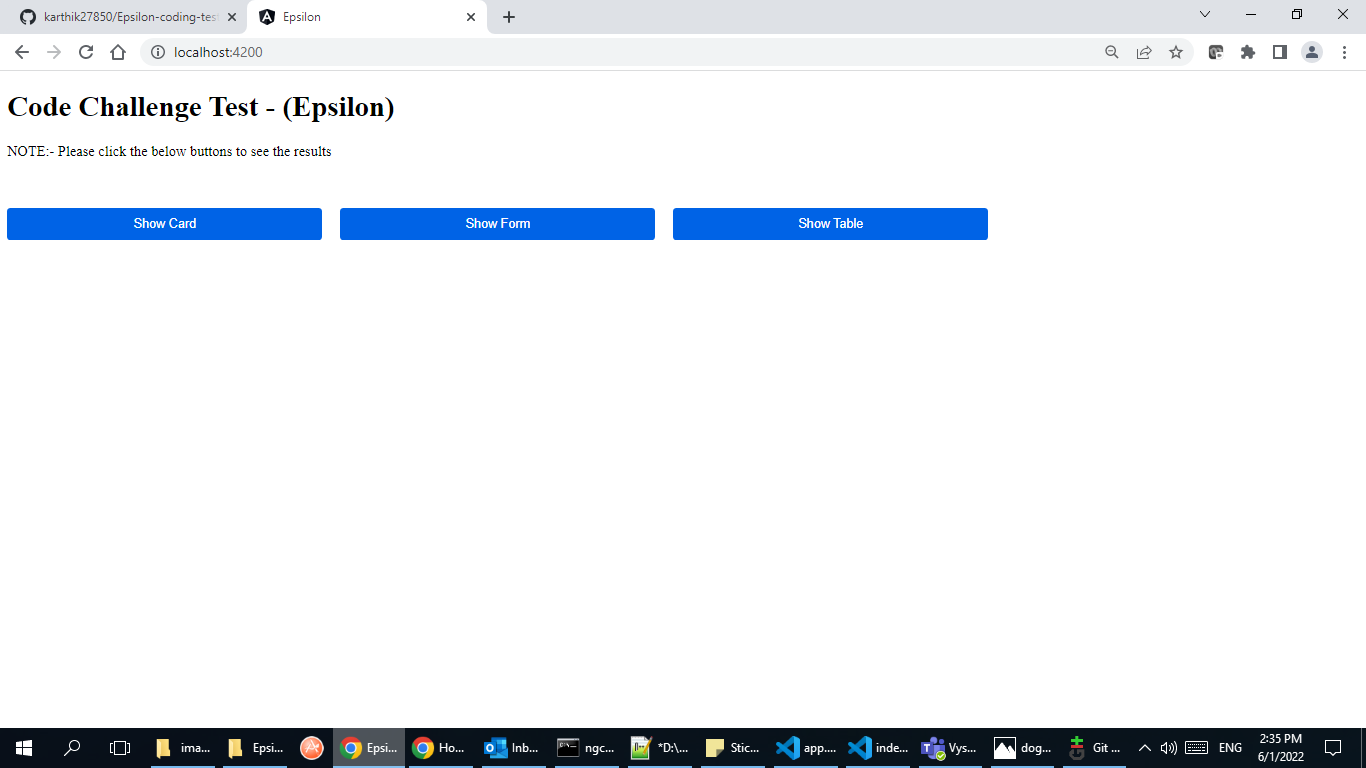 karthik27850/Epsilon-coding-tes
Epsilon
localhost:4200
Code Challenge Test - (Epsilon)
NOTE:- Please click the below buttons to see the results
Show Card Show Form Show Table
ima... Epsi... Epsi... Ho... Inb... ngc... *D:\... Stic... app.... inde... Vys... dog... Git ... ENG 2:35 PM
6/1/2022